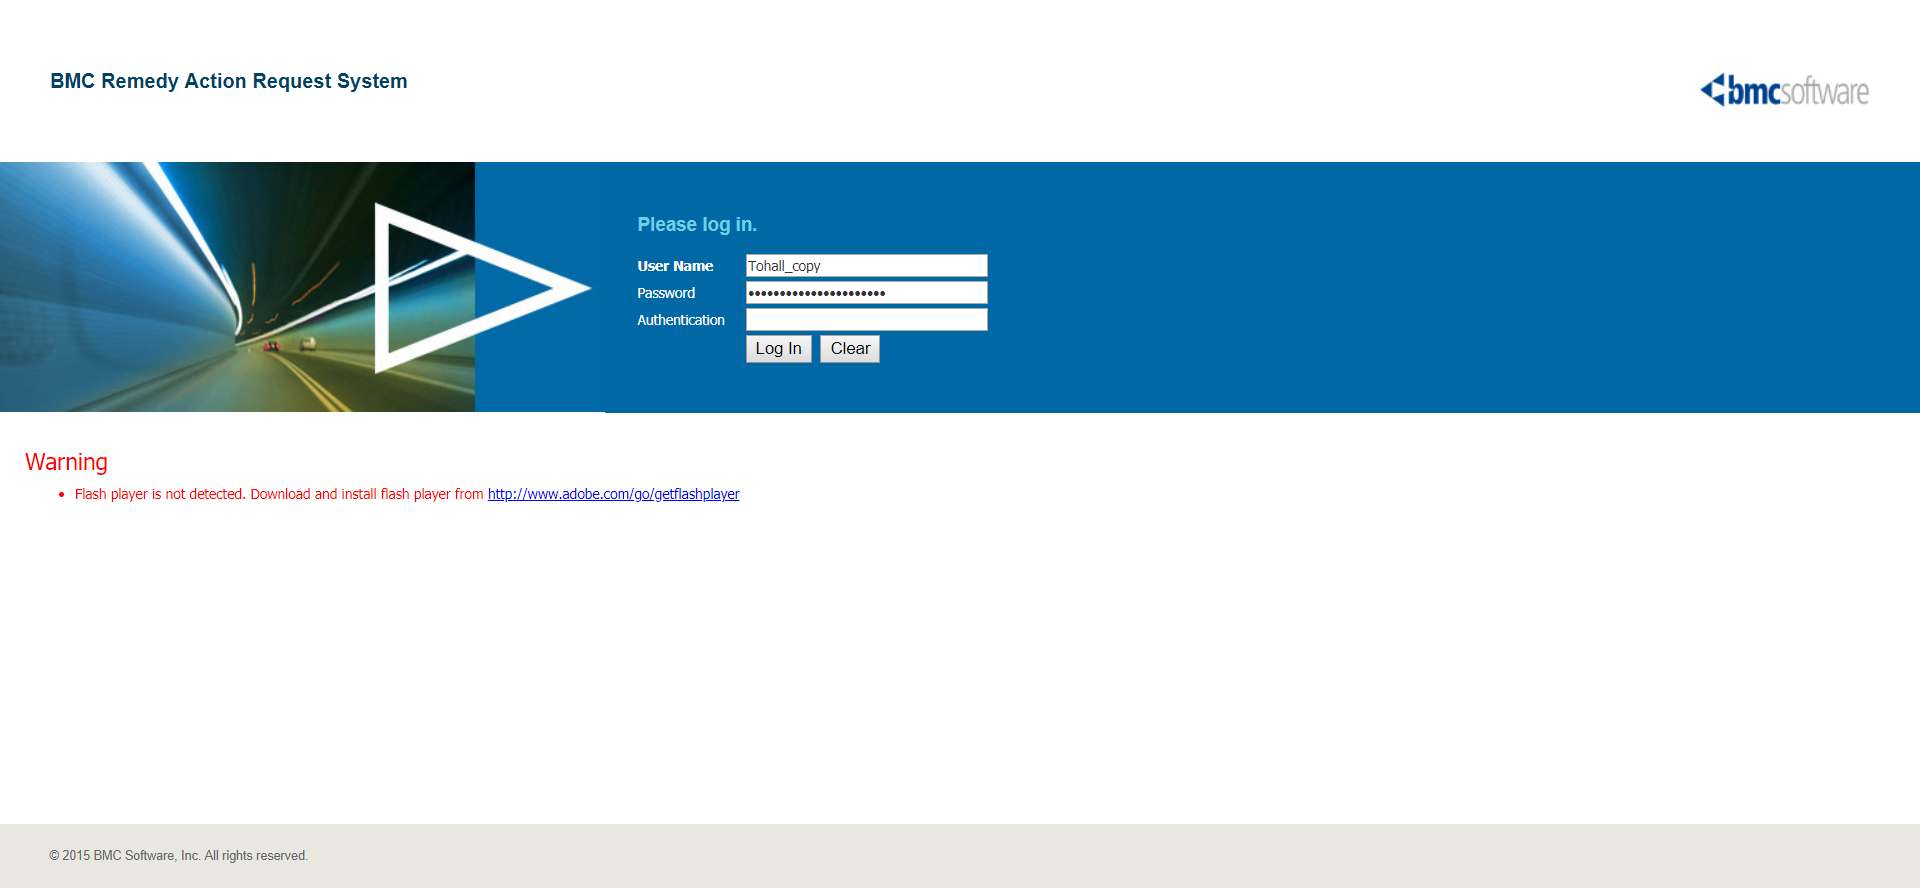 BMC Remedy Action Request System
bmcsoftware
Please log in.
User Name Tohall_copy
Password ••••••••••••••••••••••
Authentication
Log In Clear
Warning
• Flash player is not detected. Download and install flash player from http://www.adobe.com/go/getflashplayer
© 2015 BMC Software, Inc. All rights reserved.